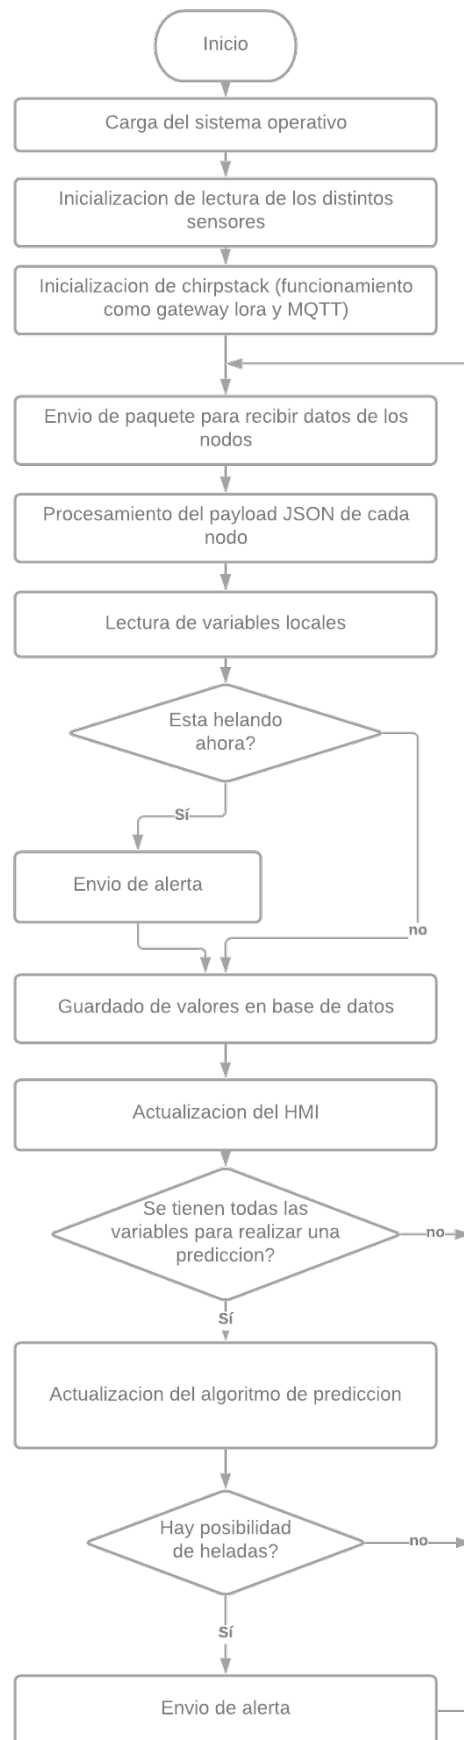 Inicio
Carga del sistema operativo
Inicializacion de lectura de los distintos
sensores
Inicializacion de chirpstack (funcionamiento
como gateway lora y MQTT)
Envio de paquete para recibir datos de los
nodos
Procesamiento del payload JSON de cada
nodo
Lectura de variables locales
Esta helando
ahora?
Sí
Envio de alerta
no
Guardado de valores en base de datos
Actualizacion del HMI
Se tienen todas las
variables para realizar una
prediccion?
no
Sí
Actualizacion del algoritmo de prediccion
Hay posibilidad
de heladas?
no
Sí
Envio de alerta